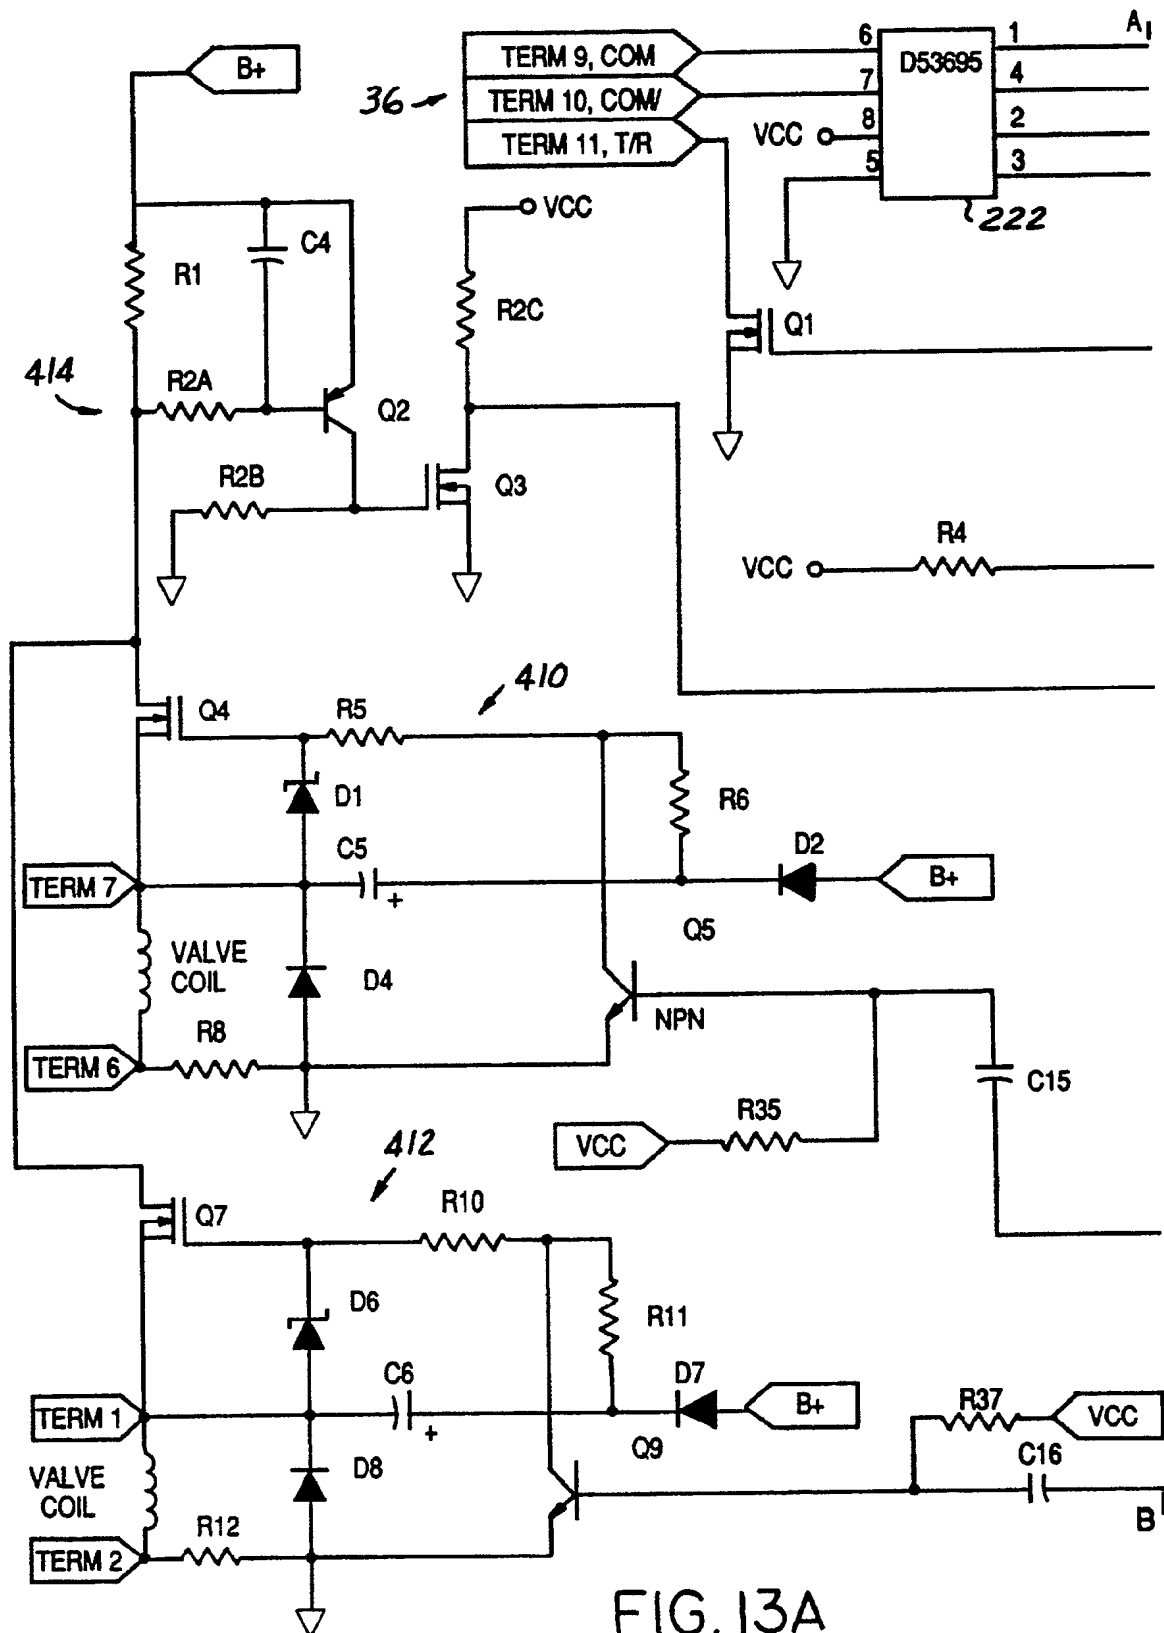 A
B+
TERM 9, COM
6
D53695
1
36
TERM 10, COM/
7
4
VCC
8
2
TERM 11, T/R
5
3
222
VCC
C4
R1
R2C
Q1
414
R2A
Q2
R2B
Q3
R4
VCC
410
Q4
R5
D1
R6
C5
D2
TERM 7
+
B+
Q5
VALVE
COIL
D4
NPN
R8
TERM 6
C15
R35
VCC
412
Q7
R10
D6
R11
C6
D7
TERM 1
+
B+
R37
VCC
Q9
VALVE
COIL
D8
C16
B
R12
TERM 2
FIG. 13A